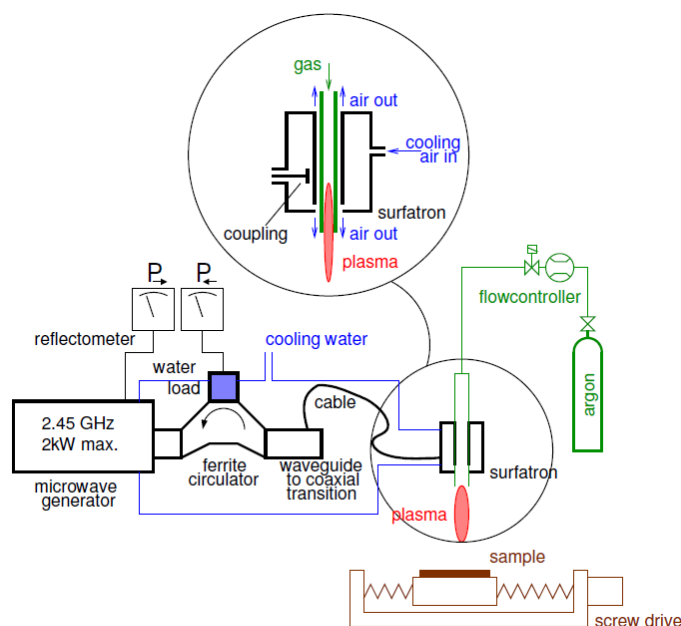 gas
air out
cooling
air in
surfatron
coupling
air out
plasma
P
P
flowcontroller
reflectometer
cooling water
water
load
argon
cable
2.45 GHz
2kW max.
ferrite
circulator
waveguide
to coaxial
transition
surfatron
microwave
generator
plasma
sample
screw drive